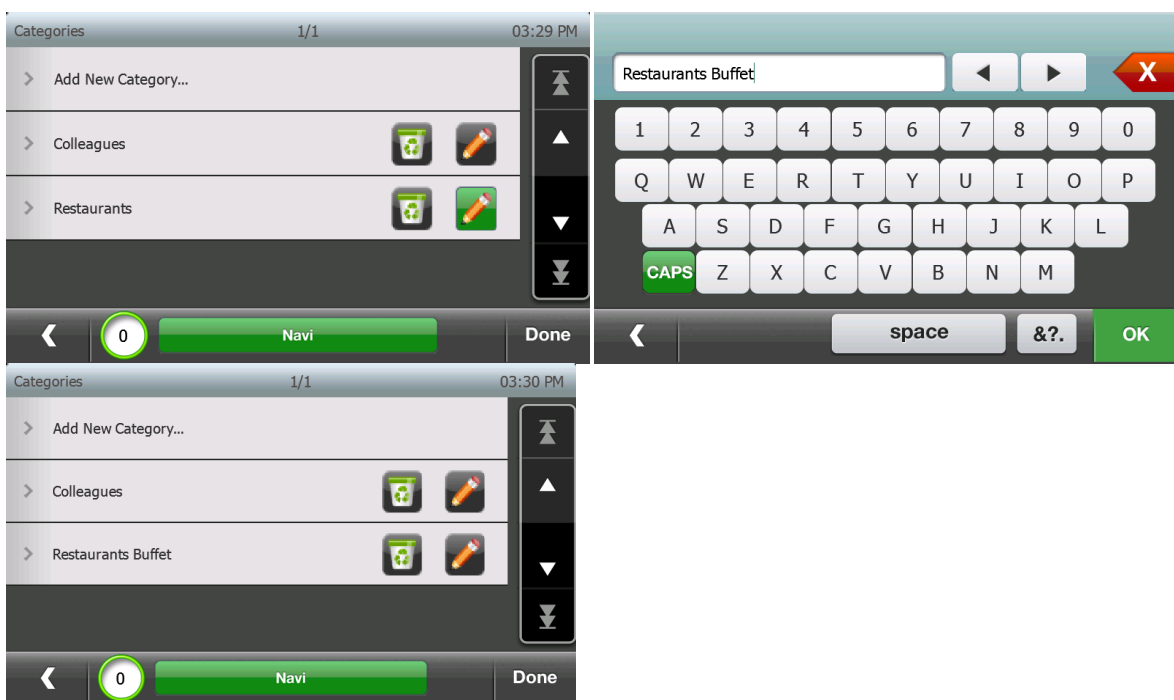 Categories 1/1 03:29 PM
Add New Category...
Colleagues
Restaurants
0 Navi Done
Restaurants Buffet X
1 2 3 4 5 6 7 8 9 0
Q W E R T Y U I O P
A S D F G H J K L
CAPS Z X C V B N M
space &?. OK
Categories 1/1 03:30 PM
Add New Category...
Colleagues
Restaurants Buffet
0 Navi Done